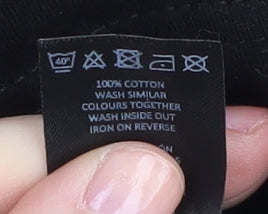 40°
100% COTTON
WASH SIMILAR
COLOURS TOGETHER
WASH INSIDE OUT
IRON ON REVERSE